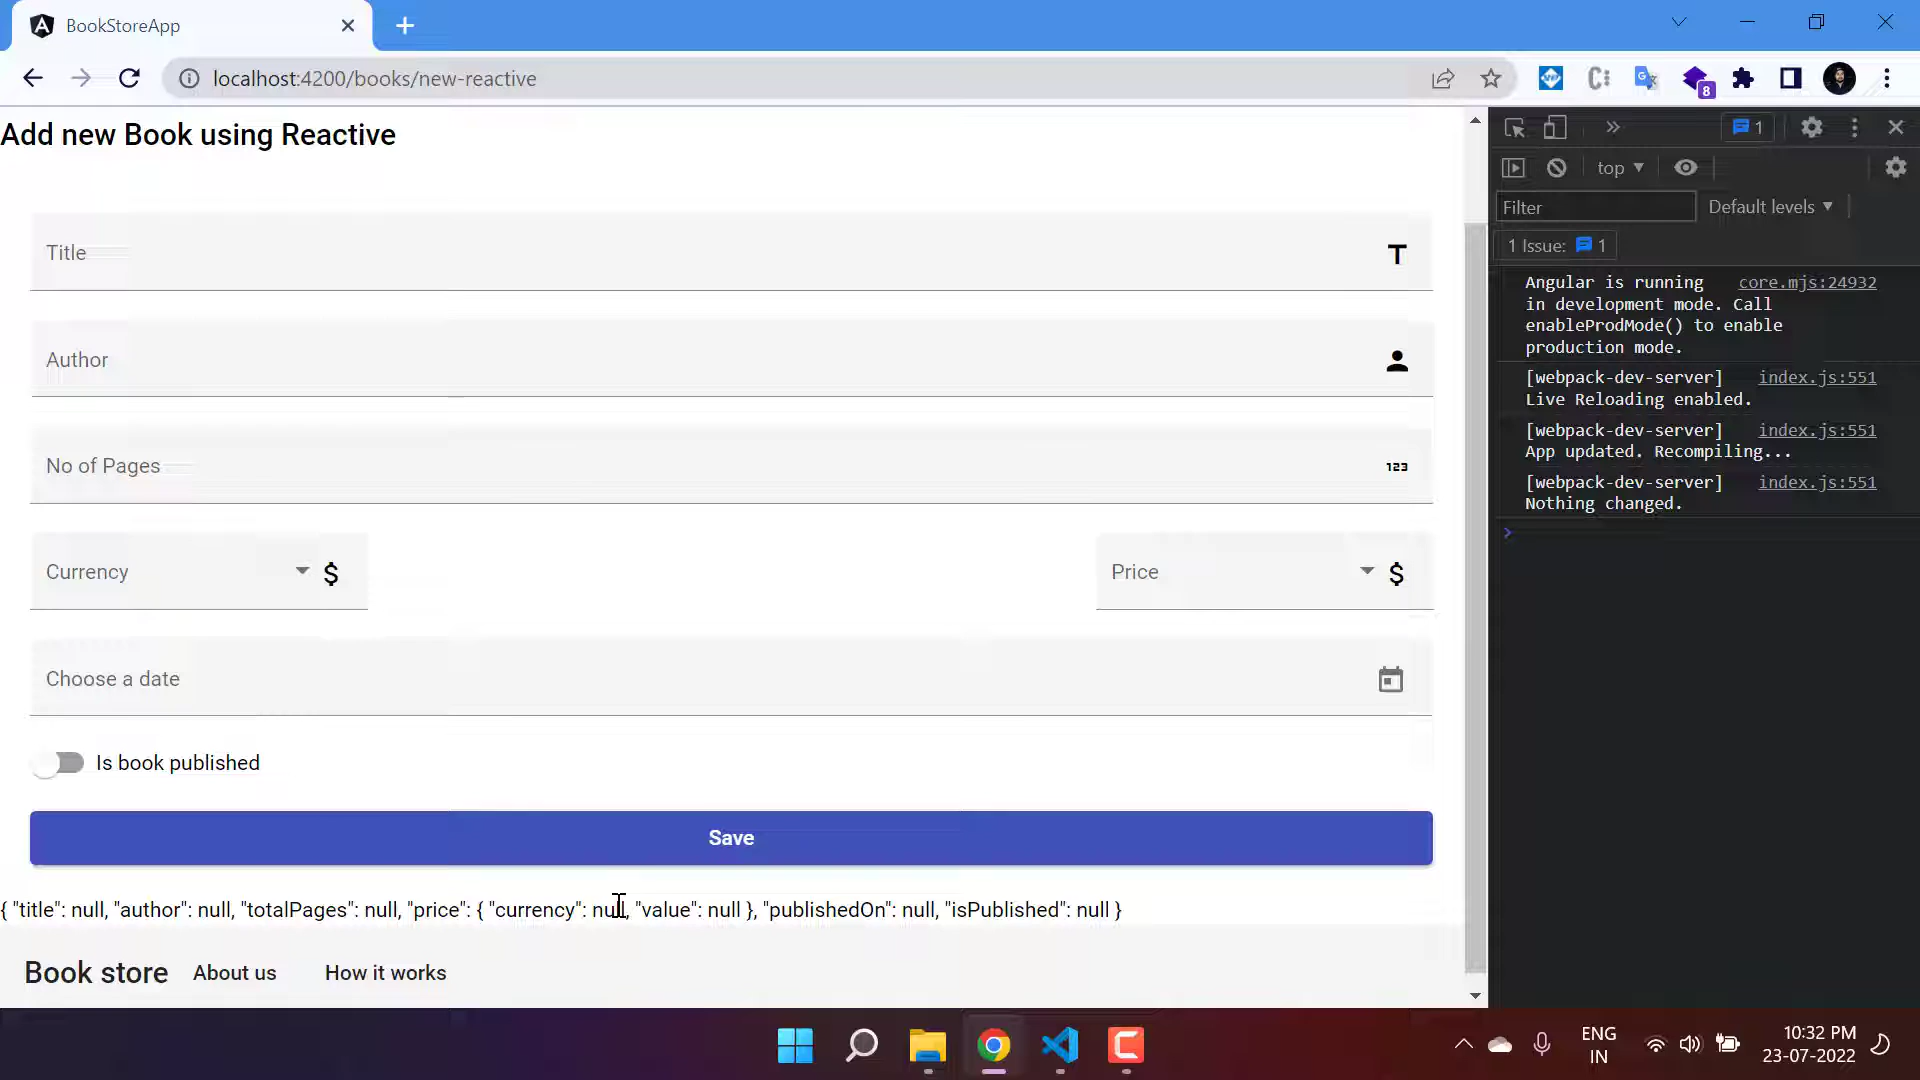 BookStoreApp
localhost:4200/books/new-reactive
8
Add new Book using Reactive
Title
T
Author
No of Pages
123
Currency
$
Price
$
Choose a date
Is book published
Save
{ "title": null, "author": null, "totalPages": null, "price": { "currency": null, "value": null }, "publishedOn": null, "isPublished": null }
Book store
About us
How it works
1
top
Filter
Default levels
1 Issue: 1
Angular is running core.mjs:24932
in development mode. Call
enableProdMode() to enable
production mode.
[webpack-dev-server] index.js:551
Live Reloading enabled.
[webpack-dev-server] index.js:551
App updated. Recompiling...
[webpack-dev-server] index.js:551
Nothing changed.
ENG
IN
10:32 PM
23-07-2022